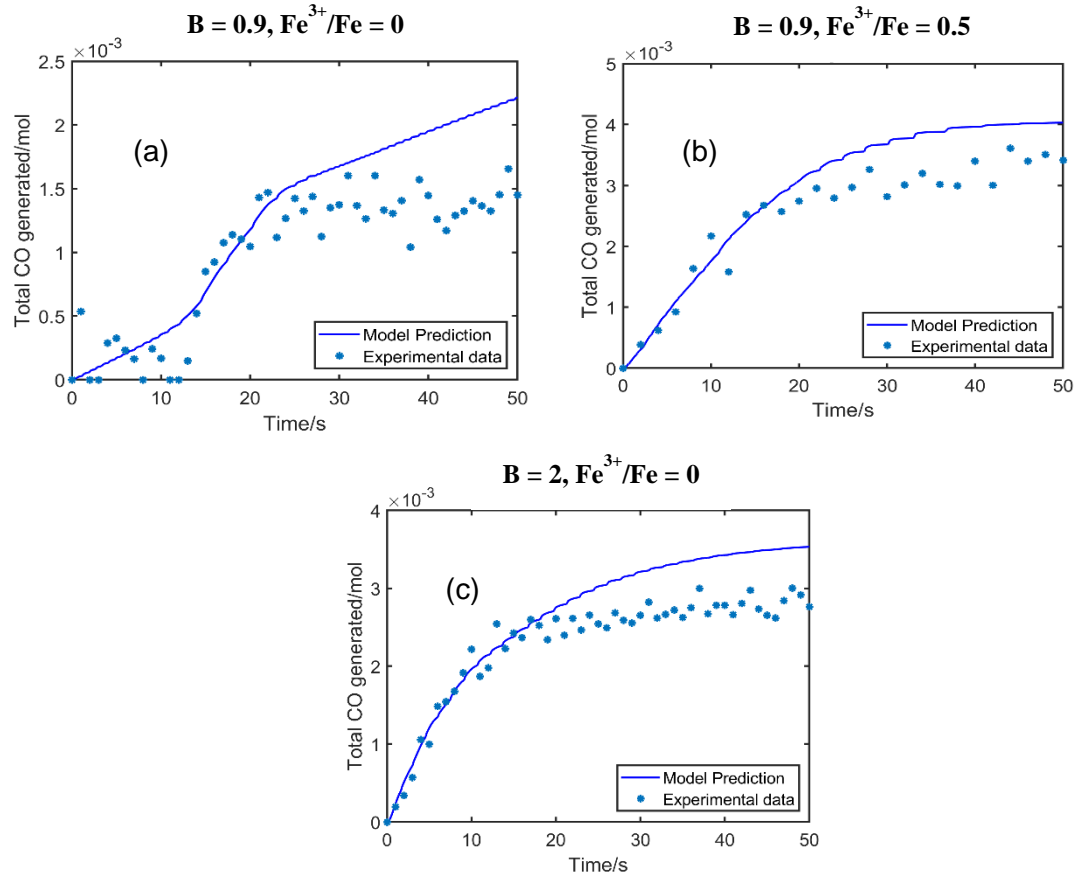 B = 0.9, Fe³⁺/Fe = 0
×10⁻³
2.5
2
1.5
1
0.5
0
Total CO generated/mol
(a)
Model Prediction
Experimental data
0 10 20 30 40 50
Time/s
B = 0.9, Fe³⁺/Fe = 0.5
×10⁻³
5
4
3
2
1
0
Total CO generated/mol
(b)
Model Prediction
Experimental data
0 10 20 30 40 50
Time/s
B = 2, Fe³⁺/Fe = 0
×10⁻³
4
3
2
1
0
Total CO generated/mol
(c)
Model Prediction
Experimental data
0 10 20 30 40 50
Time/s